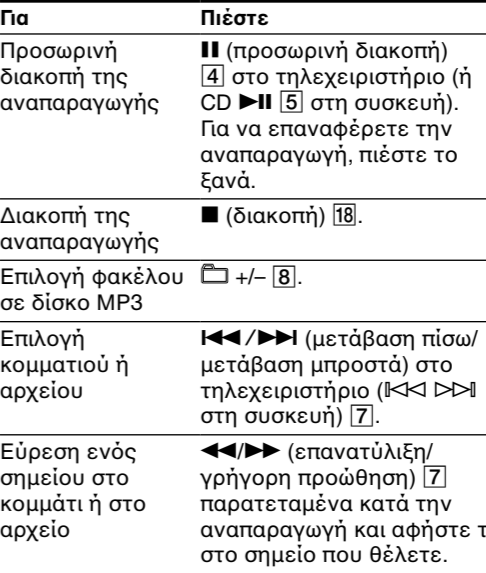 Για Πιέστε
Προσωρινή
διακοπή της
αναπαραγωγής
⏸ (προσωρινή διακοπή)
4 στο τηλεχειριστήριο (ή
CD ⏯ 5 στη συσκευή).
Για να επαναφέρετε την
αναπαραγωγή, πιέστε το
ξανά.
Διακοπή της
αναπαραγωγής
■ (διακοπή) 18.
Επιλογή φακέλου
σε δίσκο MP3
+/– 8.
Επιλογή
κομματιού ή
αρχείου
⏮/⏭ (μετάβαση πίσω/
μετάβαση μπροστά) στο
τηλεχειριστήριο (⏮ ⏭
στη συσκευή) 7.
Εύρεση ενός
σημείου στο
κομμάτι ή στο
αρχείο
◀◀/▶▶ (επανατύλιξη/
γρήγορη προώθηση) 7
παρατεταμένα κατά την
αναπαραγωγή και αφήστε
στο σημείο που θέλετε.